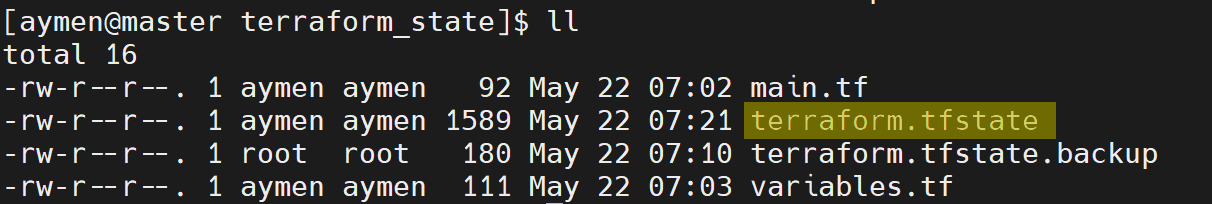 [aymen@master terraform_state]$ ll
total 16
-rw-r--r--. 1 aymen aymen   92 May 22 07:02 main.tf
-rw-r--r--. 1 aymen aymen 1589 May 22 07:21 terraform.tfstate
-rw-r--r--. 1 root  root   180 May 22 07:10 terraform.tfstate.backup
-rw-r--r--. 1 aymen aymen  111 May 22 07:03 variables.tf